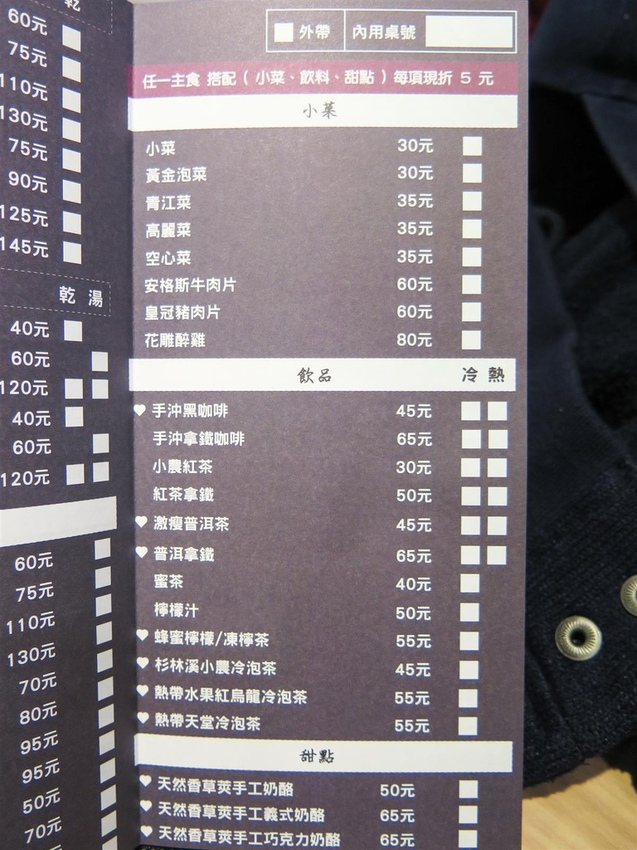 乾
60元
75元
110元
130元
75元
90元
125元
145元
乾 湯
40元
60元
120元
40元
60元
120元
60元
75元
110元
130元
70元
80元
95元
95元
50元
70元
外帶 內用桌號
任一主食 搭配（小菜、飲料、甜點）每項現折 5 元
小菜
小菜 30元
黃金泡菜 30元
青江菜 35元
高麗菜 35元
空心菜 35元
安格斯牛肉片 60元
皇冠豬肉片 60元
花雕醉雞 80元
飲品 冷 熱
手沖黑咖啡 45元
手沖拿鐵咖啡 65元
小農紅茶 30元
紅茶拿鐵 50元
激瘦普洱茶 45元
普洱拿鐵 65元
蜜茶 40元
檸檬汁 50元
蜂蜜檸檬/凍檸茶 55元
杉林溪小農冷泡茶 45元
熱帶水果紅烏龍冷泡茶 55元
熱帶天堂冷泡茶 55元
甜點
天然香草莢手工奶酪 50元
天然香草莢手工義式奶酪 65元
天然香草莢手工巧克力奶酪 65元